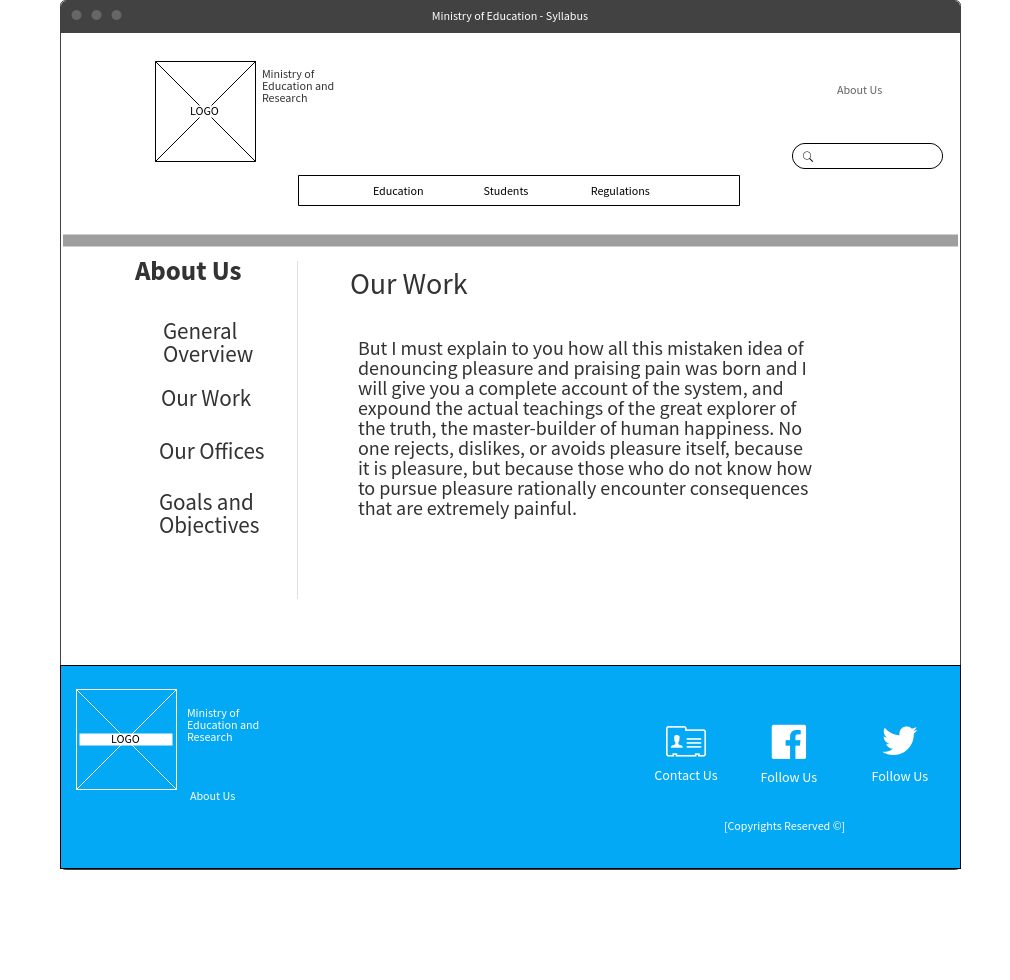 Ministry of Education - Syllabus
LOGO
Ministry of
Education and
Research
About Us
Education
Students
Regulations
About Us
General
Overview
Our Work
Our Offices
Goals and
Objectives
Our Work
But I must explain to you how all this mistaken idea of
denouncing pleasure and praising pain was born and I
will give you a complete account of the system, and
expound the actual teachings of the great explorer of
the truth, the master-builder of human happiness. No
one rejects, dislikes, or avoids pleasure itself, because
it is pleasure, but because those who do not know how
to pursue pleasure rationally encounter consequences
that are extremely painful.
LOGO
Ministry of
Education and
Research
About Us
Contact Us
Follow Us
Follow Us
[Copyrights Reserved ©]